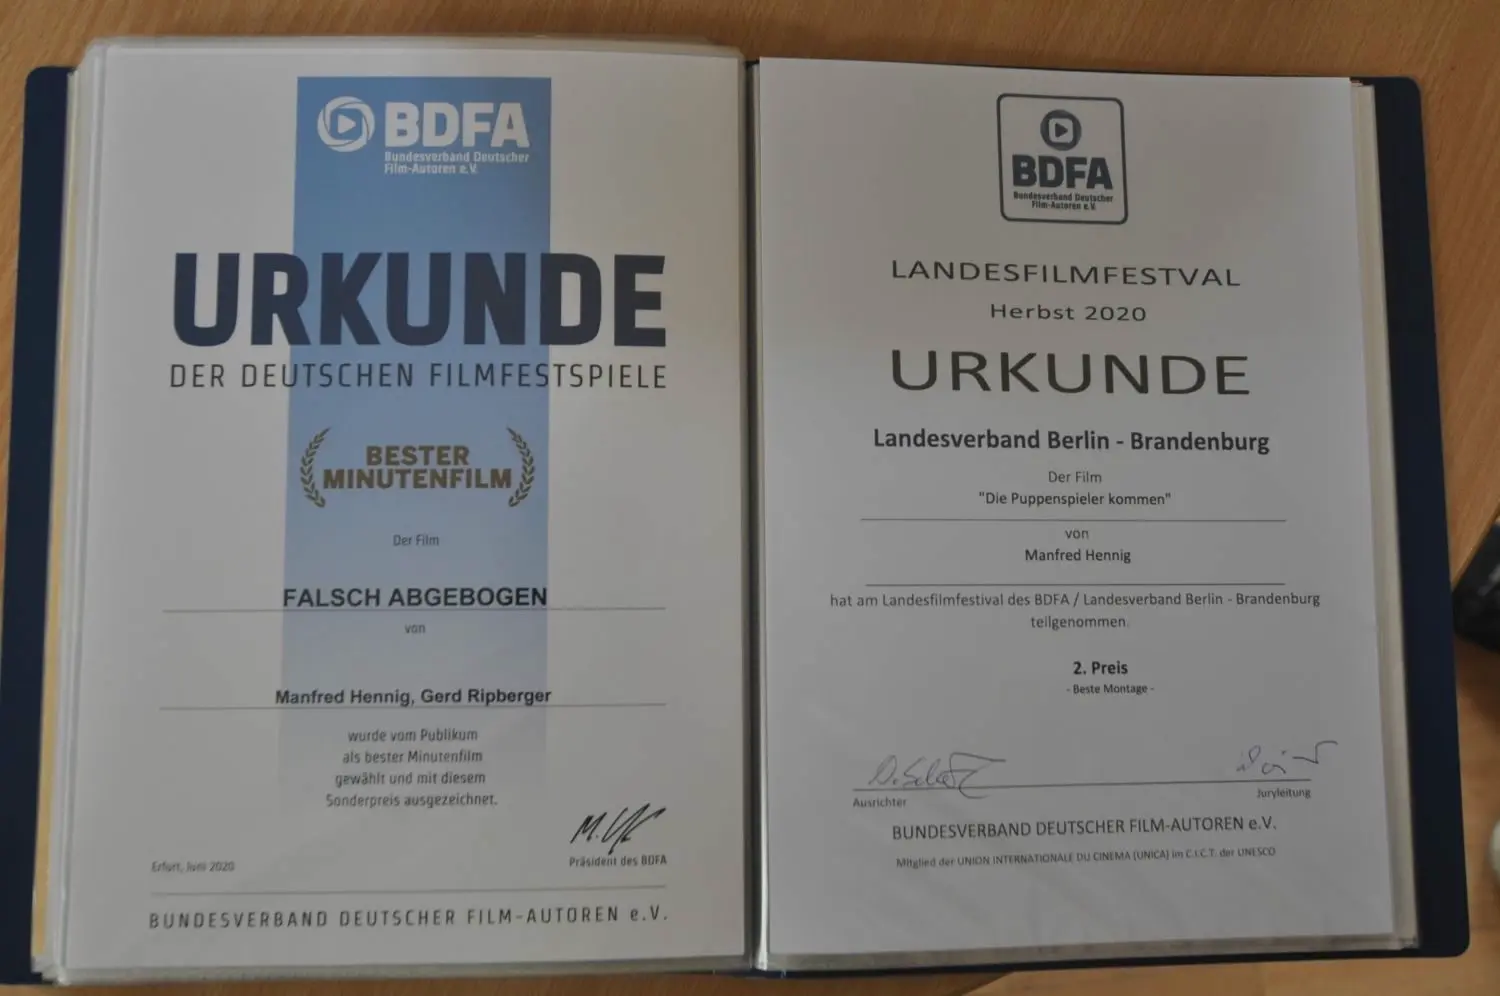 BDFA
Bundesverband Deutscher
Film-Autoren e.V.
URKUNDE
DER DEUTSCHEN FILMFESTSPIELE
BESTER
MINUTENFILM
Der Film
FALSCH ABGEBOGEN
von
Manfred Hennig, Gerd Ripberger
wurde vom Publikum
als bester Minutenfilm
gewählt und mit diesem
Sonderpreis ausgezeichnet.
Präsident des BDFA
Erfurt, Juni 2020
BUNDESVERBAND DEUTSCHER FILM-AUTOREN e.V.
BDFA
Bundesverband Deutscher
Film-Autoren e.V.
LANDESFILMFESTVAL
Herbst 2020
URKUNDE
Landesverband Berlin - Brandenburg
Der Film
"Die Puppenspieler kommen"
von
Manfred Hennig
hat am Landesfilmfestival des BDFA / Landesverband Berlin - Brandenburg
teilgenommen.
2. Preis
- Beste Montage -
Ausrichter
Juryleitung
BUNDESVERBAND DEUTSCHER FILM-AUTOREN e.V.
Mitglied der UNION INTERNATIONALE DU CINEMA (UNICA) im C.I.C.T. der UNESCO